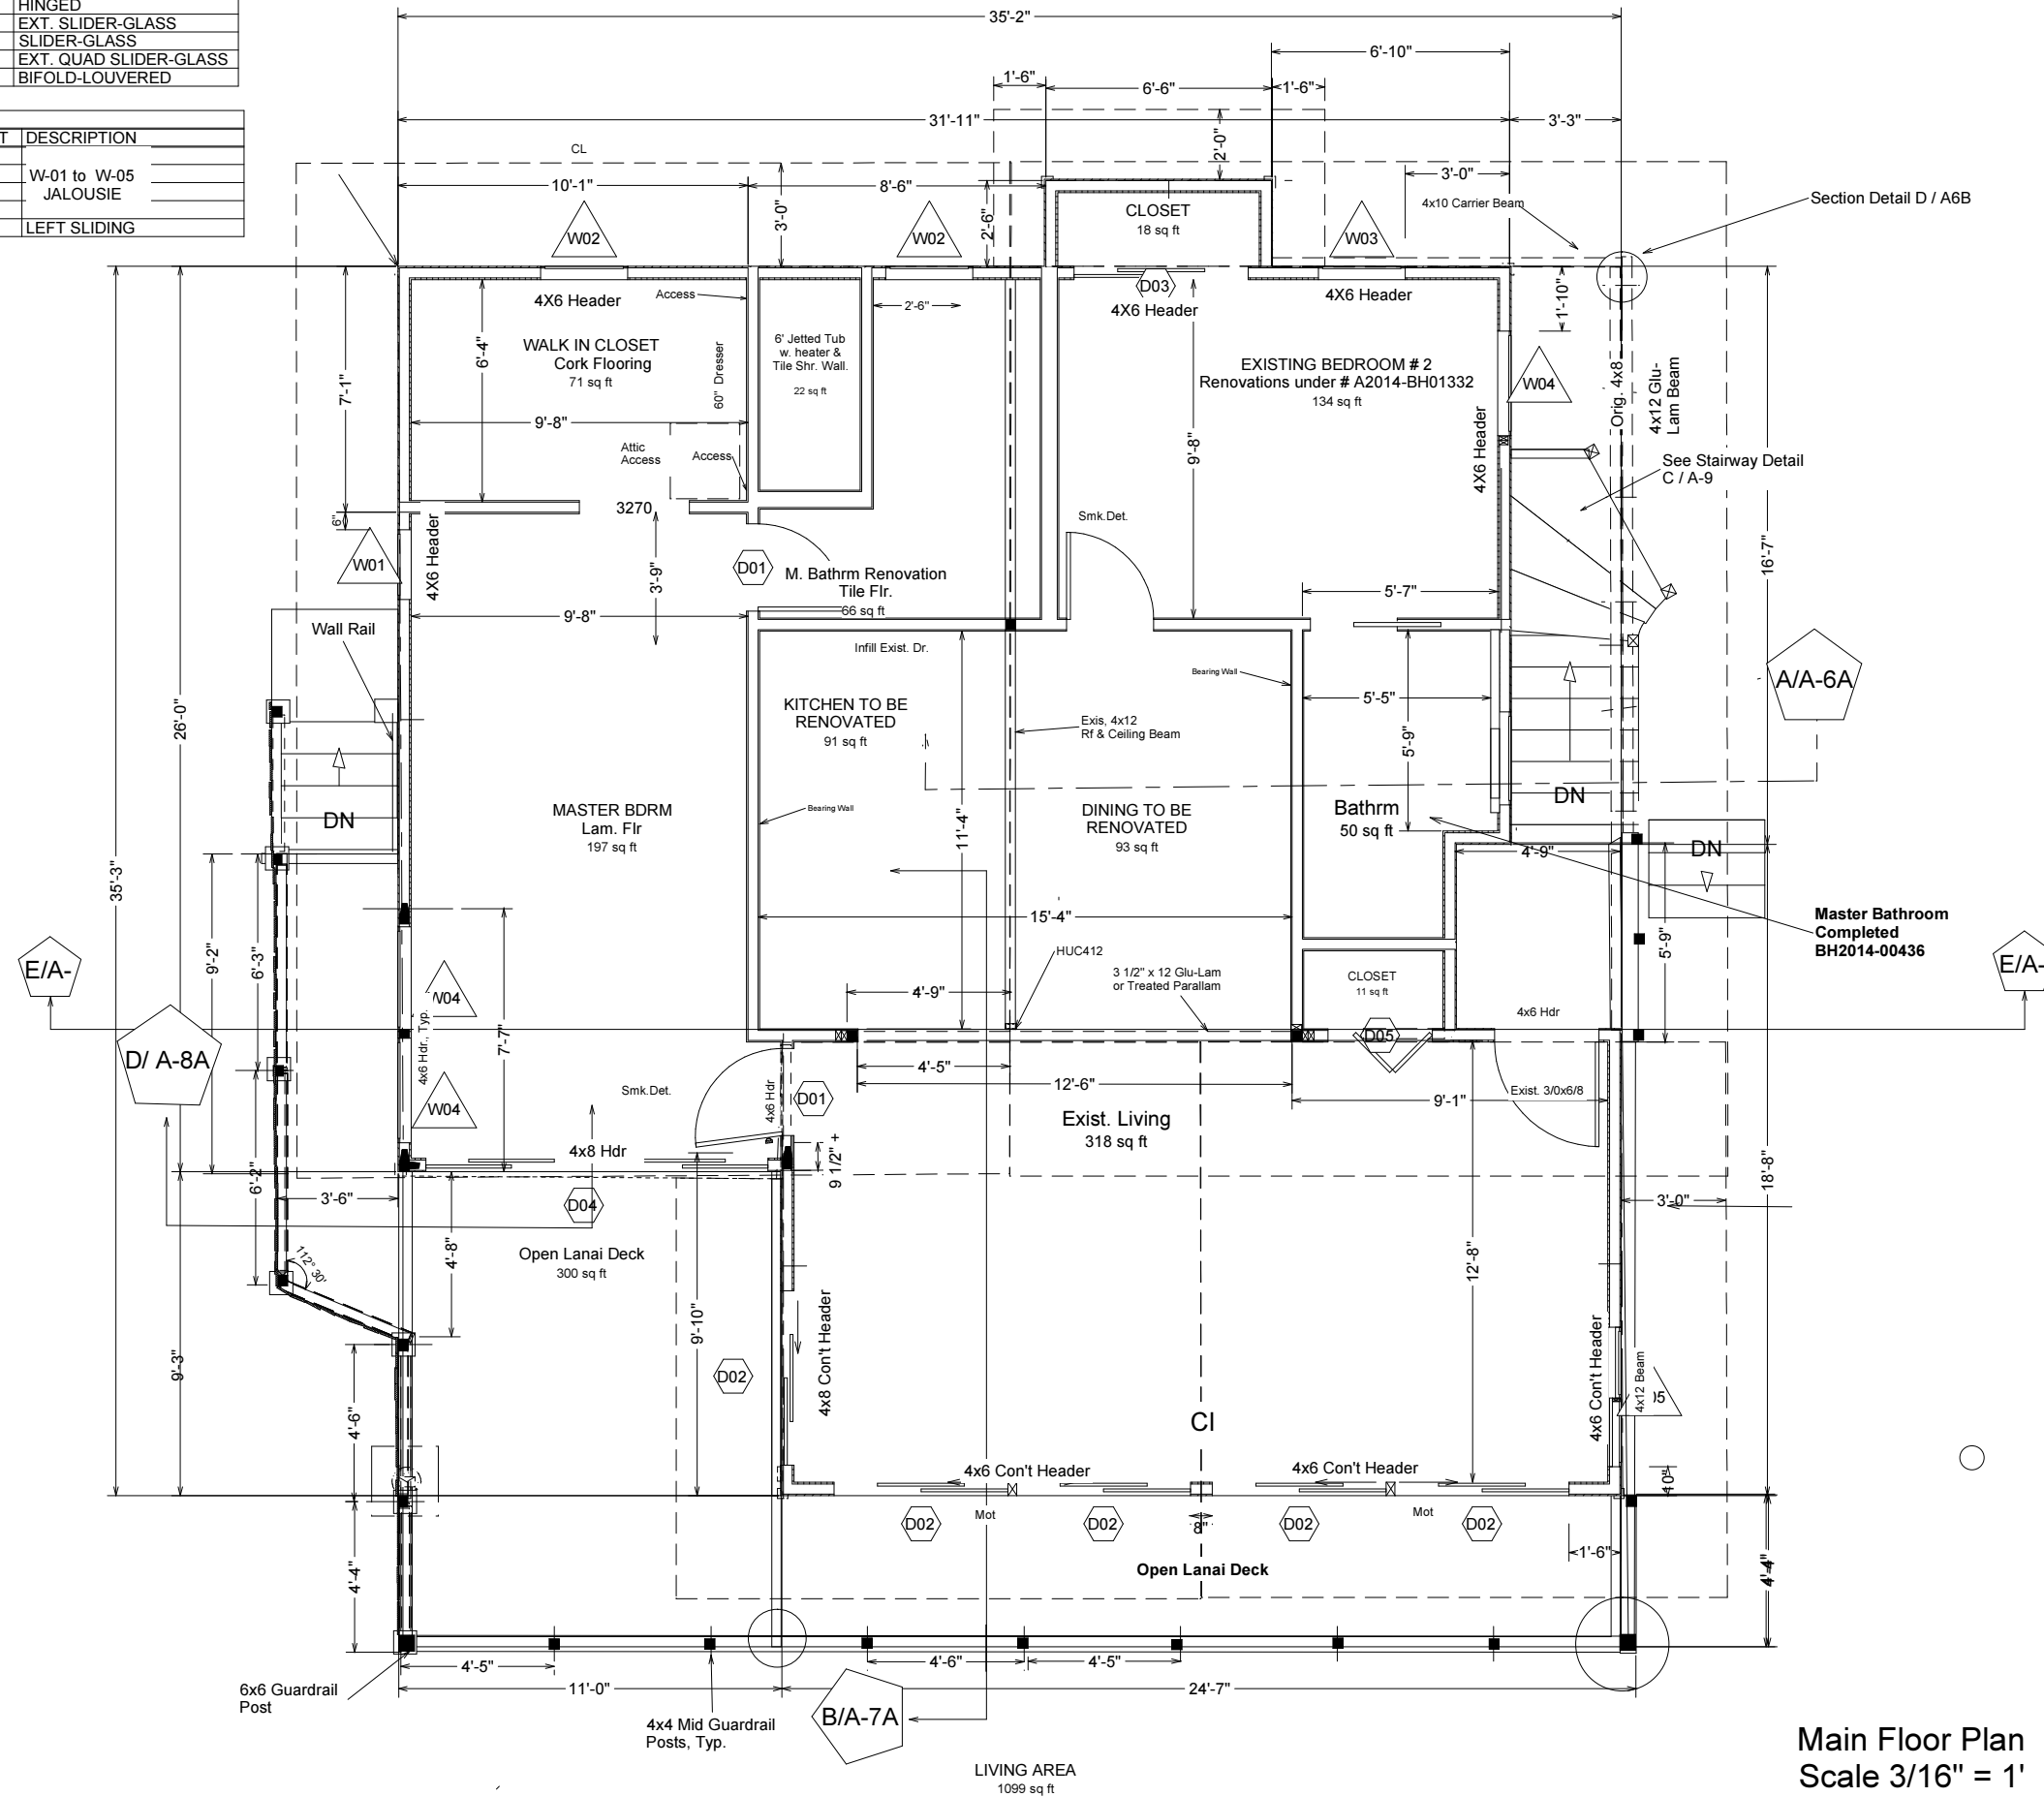 HINGED
EXT. SLIDER-GLASS
SLIDER-GLASS
EXT. QUAD SLIDER-GLASS
BIFOLD-LOUVERED
T DESCRIPTION
W-01 to W-05
JALOUSIE
LEFT SLIDING
35'-2"
6'-10"
1'-6"
6'-6"
1'-6"
31'-11"
3'-3"
2'-0"
CL
10'-1"
8'-6"
3'-0"
2'-6"
3'-0"
4x10 Carrier Beam
Section Detail D / A6B
CLOSET
18 sq ft
W02
W02
W03
D03
4X6 Header
4X6 Header
4X6 Header
Access
2'-6"
1'-10"
WALK IN CLOSET
Cork Flooring
71 sq ft
6'-4"
7'-1"
60" Dresser
6' Jetted Tub
w. heater &
Tile Shr. Wall.
22 sq ft
EXISTING BEDROOM # 2
Renovations under # A2014-BH01332
134 sq ft
W04
Orig. 4x8
4x12 Glu-
Lam Beam
9'-8"
9'-8"
4X6 Header
Attic
Access
Access
See Stairway Detail
C / A-9
3270
6"
4X6 Header
W01
Smk.Det.
D01
3'-9"
M. Bathrm Renovation
Tile Flr.
66 sq ft
16'-7"
5'-7"
9'-8"
Wall Rail
Infill Exist. Dr.
Bearing Wall
A/A-6A
5'-5"
KITCHEN TO BE
RENOVATED
91 sq ft
Exis, 4x12
Rf & Ceiling Beam
26'-0"
5'-9"
DN
DN
MASTER BDRM
Lam. Flr
197 sq ft
Bearing Wall
11'-4"
DINING TO BE
RENOVATED
93 sq ft
Bathrm
50 sq ft
DN
4'-9"
35'-3"
15'-4"
Master Bathroom
Completed
BH2014-00436
9'-2"
6'-3"
5'-9"
E/A-
E/A-
HUC412
3 1/2" x 12 Glu-Lam
or Treated Parallam
CLOSET
11 sq ft
W04
4'-9"
4x6 Hdr
4x6 Hdr., Typ.
7'-7"
D05
D/ A-8A
4'-5"
12'-6"
9'-1"
Exist. 3/0x6/8
Smk.Det.
4x6 Hdr
D01
W04
Exist. Living
318 sq ft
4x8 Hdr
9 1/2" +
6'-2"
3'-6"
D04
18'-8"
3'-0"
Open Lanai Deck
300 sq ft
4'-8"
112° 30'
12'-8"
9'-10"
9'-3"
D02
4x8 Con't Header
4x6 Con't Header
4x12 Beam
4'-6"
Cl
4x6 Con't Header
4x6 Con't Header
Mot
Mot
D02
D02
D02
D02
8"
1'-6"
Open Lanai Deck
4'-4"
4'-4"
4'-5"
4'-6"
4'-5"
6x6 Guardrail
Post
11'-0"
24'-7"
4x4 Mid Guardrail
Posts, Typ.
B/A-7A
LIVING AREA
1099 sq ft
Main Floor Plan
Scale 3/16" = 1'